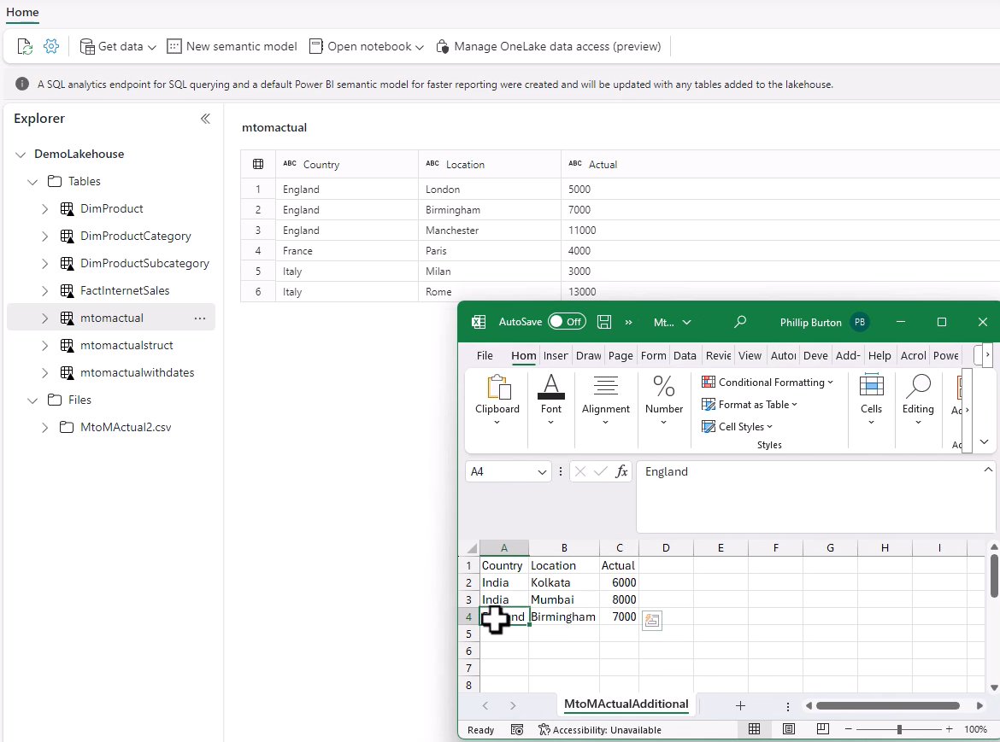 Home
Get data New semantic model Open notebook Manage OneLake data access (preview)
A SQL analytics endpoint for SQL querying and a default Power BI semantic model for faster reporting were created and will be updated with any tables added to the lakehouse.
Explorer
DemoLakehouse
Tables
DimProduct
DimProductCategory
DimProductSubcategory
FactInternetSales
mtomactual
mtomactualstruct
mtomactualwithdates
Files
MtoMActual2.csv
mtomactual
ABC Country ABC Location ABC Actual
1 England London 5000
2 England Birmingham 7000
3 England Manchester 11000
4 France Paris 4000
5 Italy Milan 3000
6 Italy Rome 13000
AutoSave Off Mt... Phillip Burton PB
File Hom Inser Draw Page Form Data Revie View Autor Deve Add- Help Acrol Powe
Clipboard Font Alignment Number Conditional Formatting Format as Table Cell Styles Styles Cells Editing
A4 fx England
A B C D E F G H I
1 Country Location Actual
2 India Kolkata 6000
3 India Mumbai 8000
4 nd Birmingham 7000
5
6
7
8
MtoMActualAdditional
Ready Accessibility: Unavailable 100%